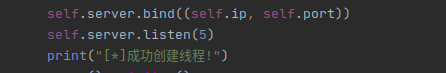 self.server.bind((self.ip, self.port))
self.server.listen(5)
print("[*]成功创建线程!")